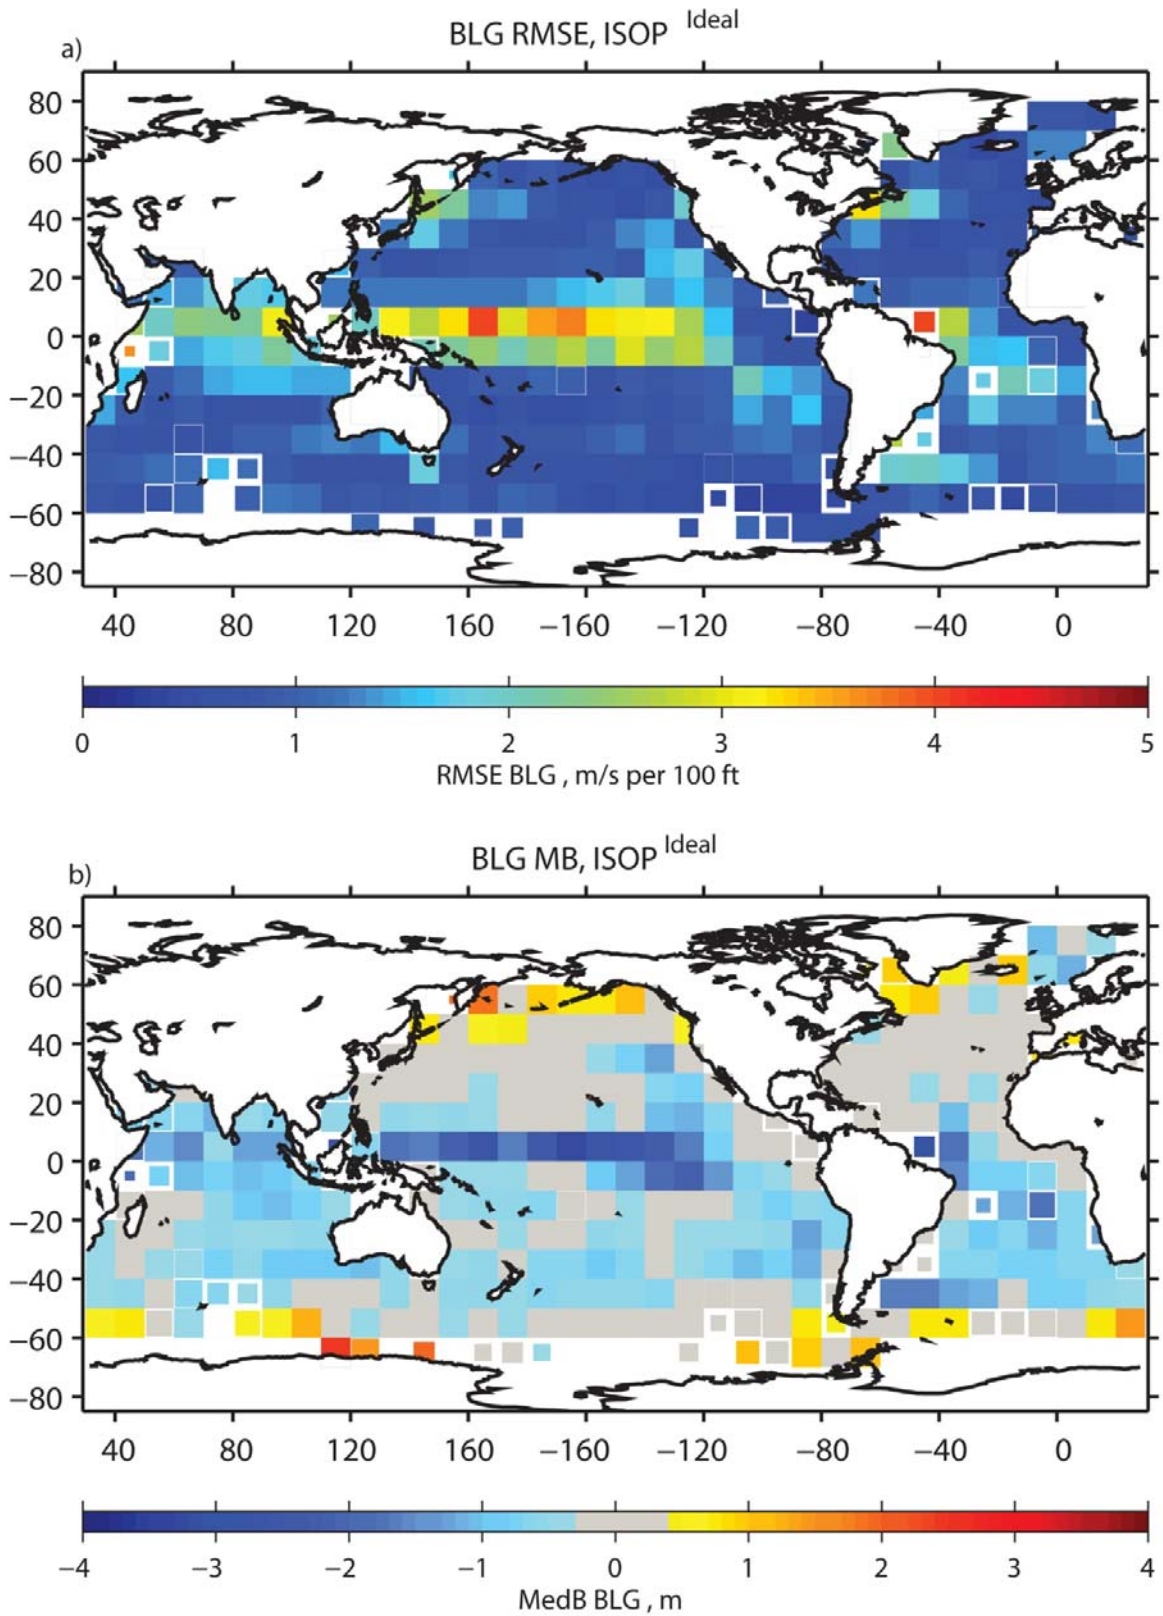 BLG RMSE, ISOP Ideal
a)
80
60
40
20
0
−20
−40
−60
−80
40 80 120 160 −160 −120 −80 −40 0
0 1 2 3 4 5
RMSE BLG , m/s per 100 ft
BLG MB, ISOP Ideal
b)
80
60
40
20
0
−20
−40
−60
−80
40 80 120 160 −160 −120 −80 −40 0
−4 −3 −2 −1 0 1 2 3 4
MedB BLG , m